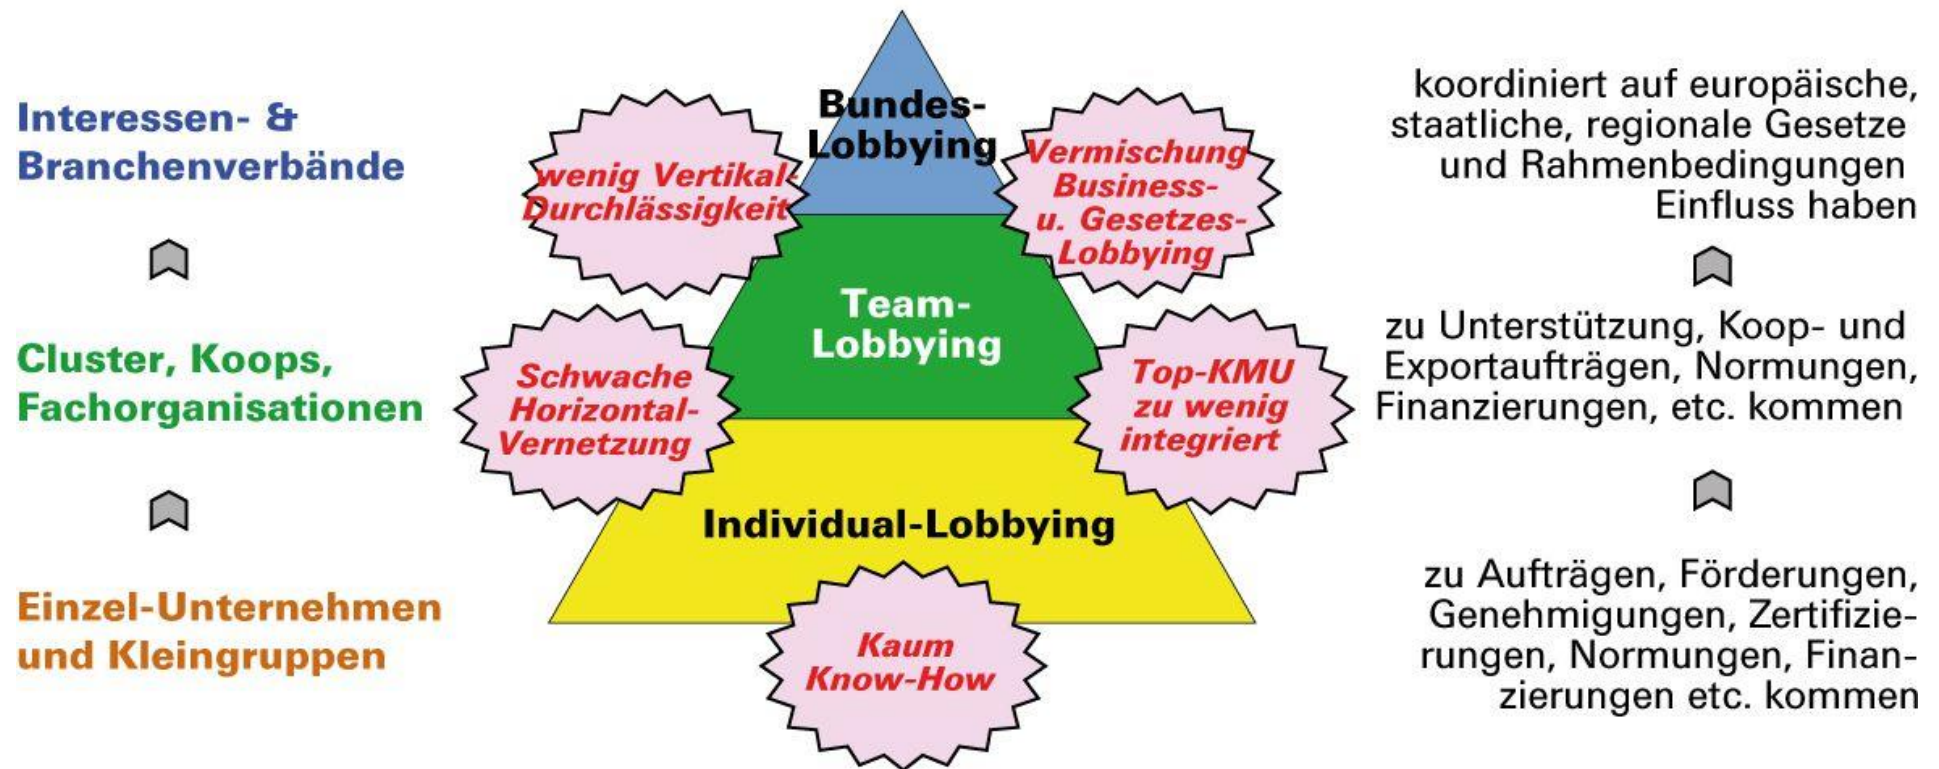 Interessen- &
Branchenverbände
Cluster, Koops,
Fachorganisationen
Einzel-Unternehmen
und Kleingruppen
Bundes-
Lobbying
wenig Vertikal-
Durchlässigkeit
Vermischung
Business-
u. Gesetzes-
Lobbying
Team-
Lobbying
Schwache
Horizontal-
Vernetzung
Top-KMU
zu wenig
integriert
Individual-Lobbying
Kaum
Know-How
koordiniert auf europäische,
staatliche, regionale Gesetze
und Rahmenbedingungen
Einfluss haben
zu Unterstützung, Koop- und
Exportaufträgen, Normungen,
Finanzierungen, etc. kommen
zu Aufträgen, Förderungen,
Genehmigungen, Zertifizie-
rungen, Normungen, Finan-
zierungen etc. kommen